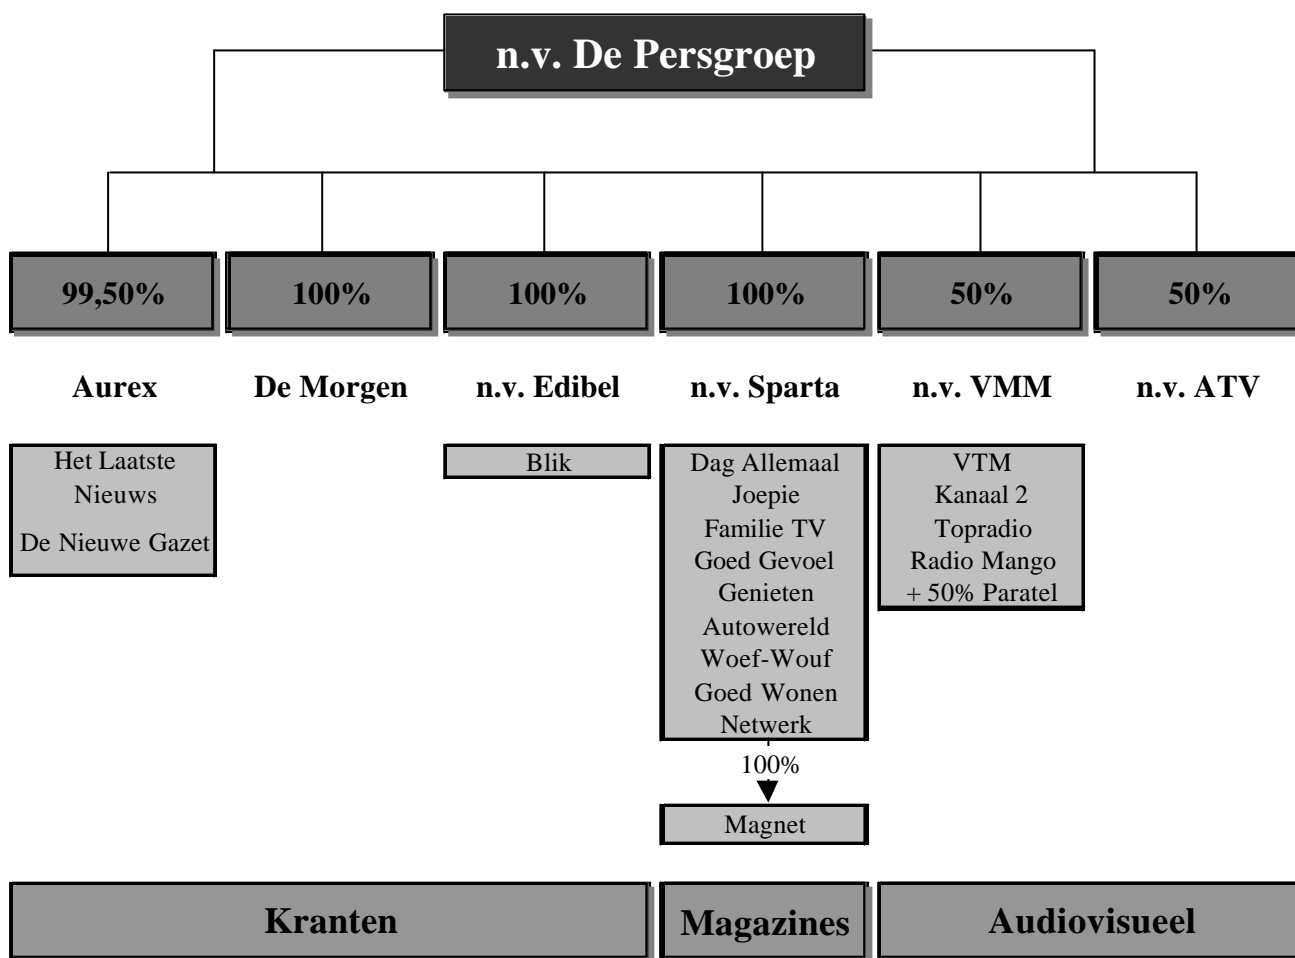 n.v. De Persgroep
99,50%
100%
100%
100%
50%
50%
Aurex
De Morgen
n.v. Edibel
n.v. Sparta
n.v. VMM
n.v. ATV
Het Laatste
Nieuws
De Nieuwe Gazet
Blik
Dag Allemaal
Joepie
Familie TV
Goed Gevoel
Genieten
Autowereld
Woef-Wouf
Goed Wonen
Netwerk
VTM
Kanaal 2
Topradio
Radio Mango
+ 50% Paratel
100%
Magnet
Kranten
Magazines
Audiovisueel